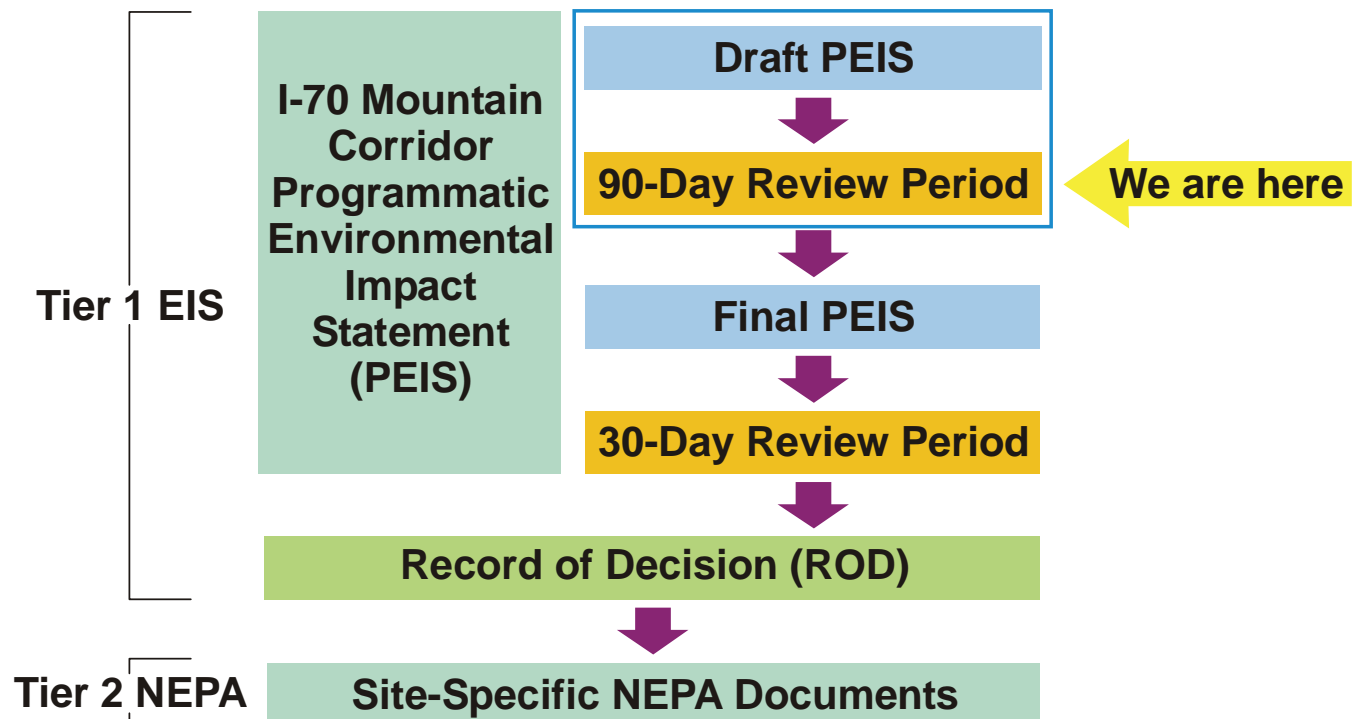 Tier 1 EIS
I-70 Mountain
Corridor
Programmatic
Environmental
Impact
Statement
(PEIS)
Draft PEIS
90-Day Review Period
We are here
Final PEIS
30-Day Review Period
Record of Decision (ROD)
Tier 2 NEPA
Site-Specific NEPA Documents